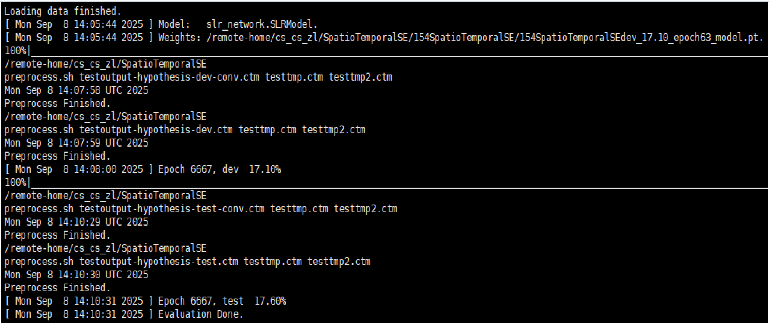 Loading data finished.
[ Mon Sep  8 14:05:44 2025 ] Model:   slr_network.SLRModel.
[ Mon Sep  8 14:05:44 2025 ] Weights: /remote-home/cs_cs_zl/SpatioTemporalSE/154SpatioTemporalSE/154SpatioTemporalSEdev_17.10_epoch63_model.pt.
100%|
/remote-home/cs_cs_zl/SpatioTemporalSE
preprocess.sh testoutput-hypothesis-dev-conv.ctm testtmp.ctm testtmp2.ctm
Mon Sep 8 14:07:58 UTC 2025
Preprocess Finished.
/remote-home/cs_cs_zl/SpatioTemporalSE
preprocess.sh testoutput-hypothesis-dev.ctm testtmp.ctm testtmp2.ctm
Mon Sep 8 14:07:59 UTC 2025
Preprocess Finished.
[ Mon Sep  8 14:08:00 2025 ] Epoch 6667, dev  17.10%
100%|
/remote-home/cs_cs_zl/SpatioTemporalSE
preprocess.sh testoutput-hypothesis-test-conv.ctm testtmp.ctm testtmp2.ctm
Mon Sep 8 14:10:29 UTC 2025
Preprocess Finished.
/remote-home/cs_cs_zl/SpatioTemporalSE
preprocess.sh testoutput-hypothesis-test.ctm testtmp.ctm testtmp2.ctm
Mon Sep 8 14:10:30 UTC 2025
Preprocess Finished.
[ Mon Sep  8 14:10:31 2025 ] Epoch 6667, test  17.60%
[ Mon Sep  8 14:10:31 2025 ] Evaluation Done.